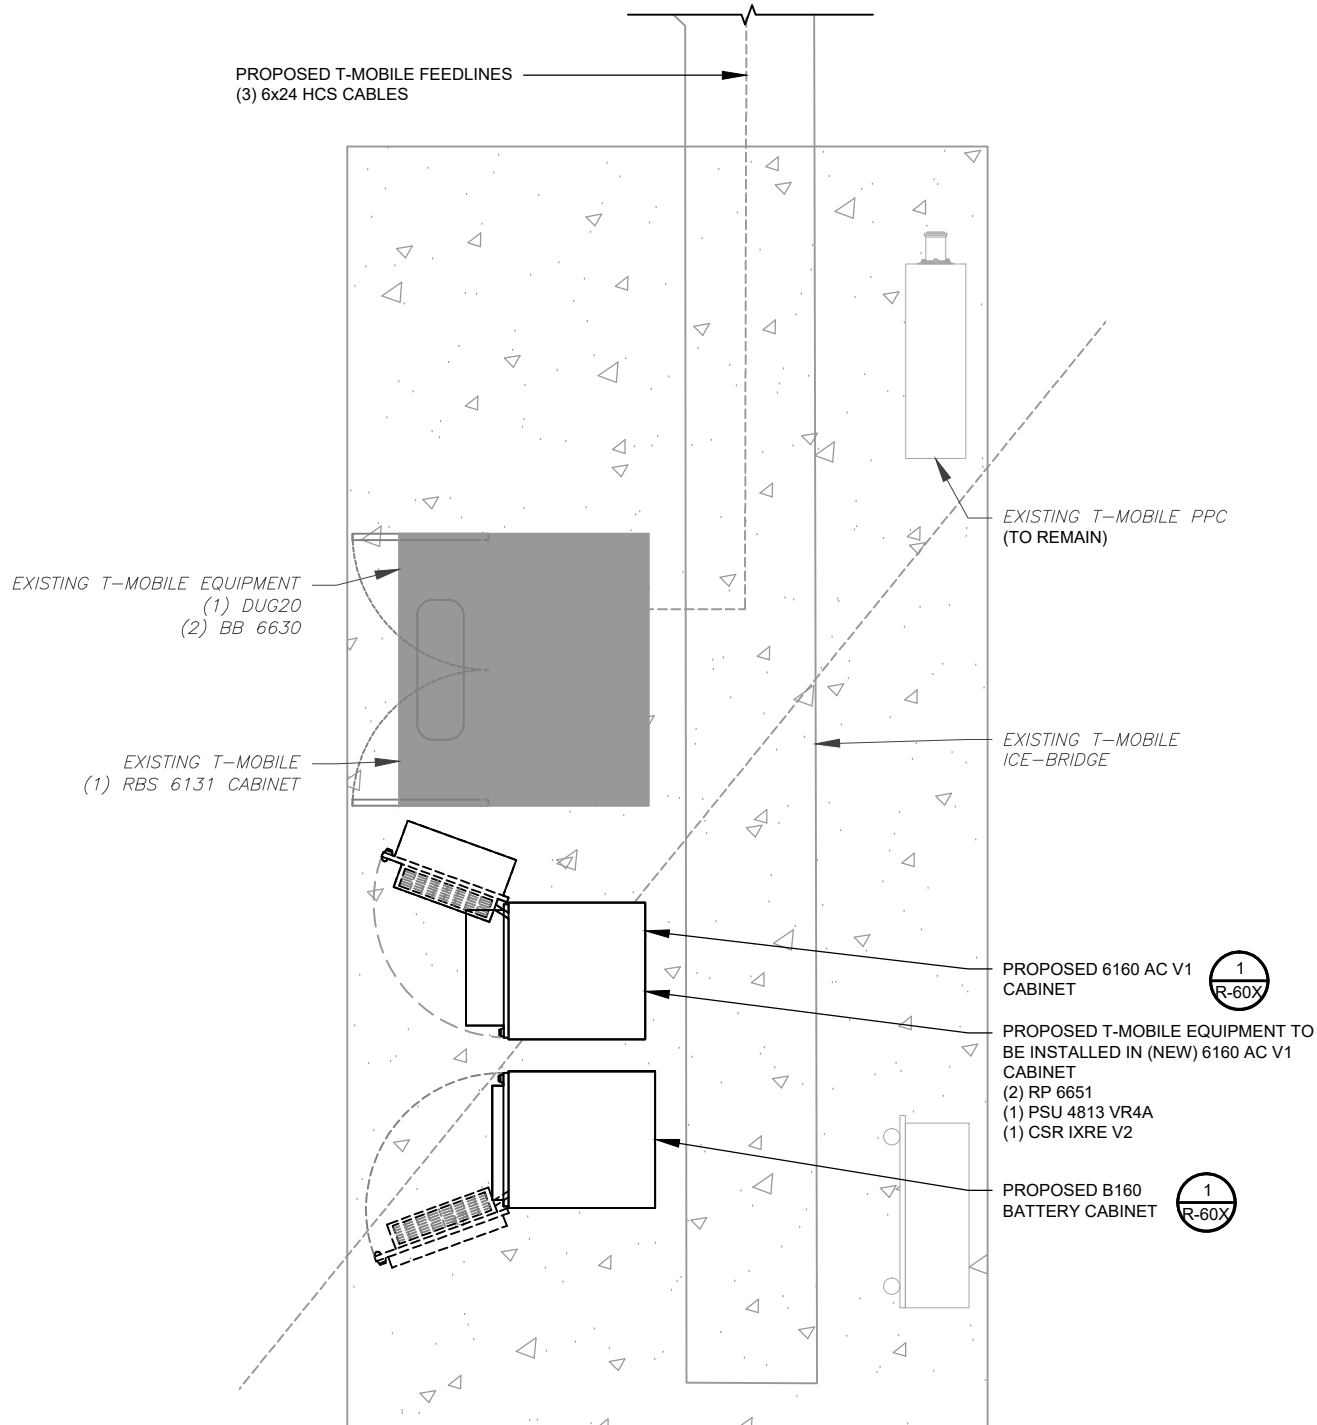 PROPOSED T-MOBILE FEEDLINES
(3) 6x24 HCS CABLES
EXISTING T-MOBILE PPC
(TO REMAIN)
EXISTING T-MOBILE EQUIPMENT
(1) DUG20
(2) BB 6630
EXISTING T-MOBILE
ICE-BRIDGE
EXISTING T-MOBILE
(1) RBS 6131 CABINET
PROPOSED 6160 AC V1
CABINET
1
R-60X
PROPOSED T-MOBILE EQUIPMENT TO
BE INSTALLED IN (NEW) 6160 AC V1
CABINET
(2) RP 6651
(1) PSU 4813 VR4A
(1) CSR IXRE V2
PROPOSED B160
BATTERY CABINET
1
R-60X